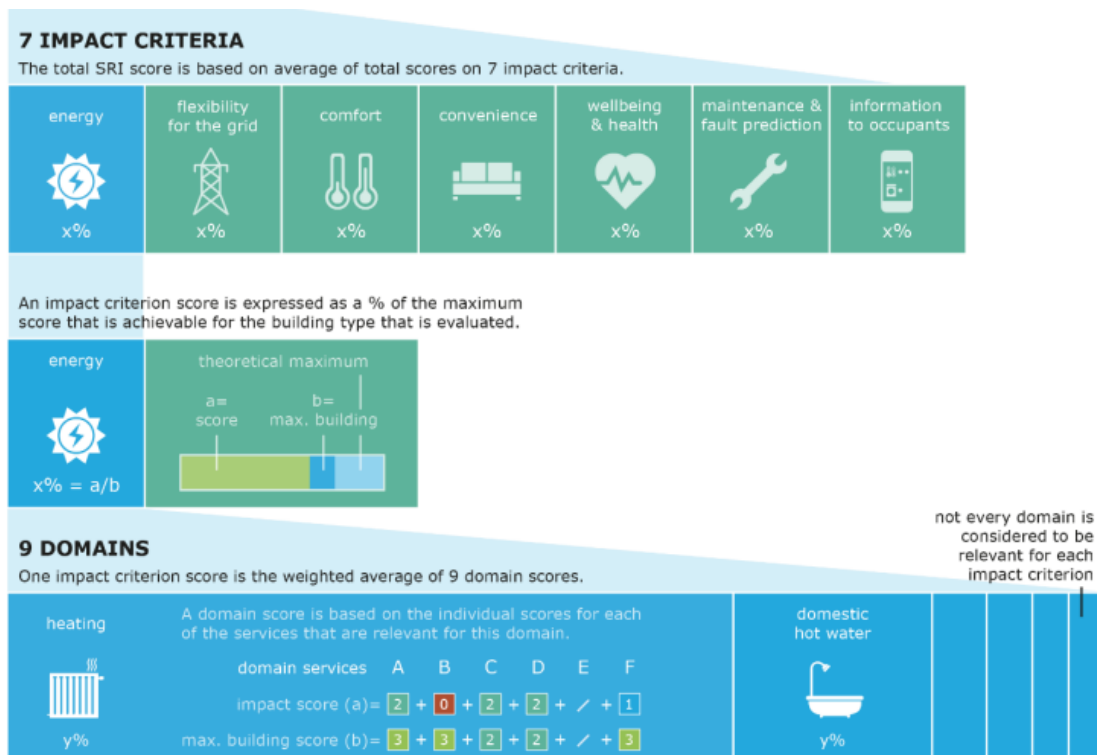 7 IMPACT CRITERIA
The total SRI score is based on average of total scores on 7 impact criteria.
energy
x%
flexibility
for the grid
x%
comfort
x%
convenience
x%
wellbeing
& health
x%
maintenance &
fault prediction
x%
information
to occupants
x%
An impact criterion score is expressed as a % of the maximum
score that is achievable for the building type that is evaluated.
energy
x% = a/b
theoretical maximum
a=
score
b=
max. building
not every domain is
considered to be
relevant for each
impact criterion
9 DOMAINS
One impact criterion score is the weighted average of 9 domain scores.
heating
y%
A domain score is based on the individual scores for each
of the services that are relevant for this domain.
domain services A B C D E F
impact score (a)= 2 + 0 + 2 + 2 + / + 1
max. building score (b)= 3 + 3 + 2 + 2 + / + 3
domestic
hot water
y%